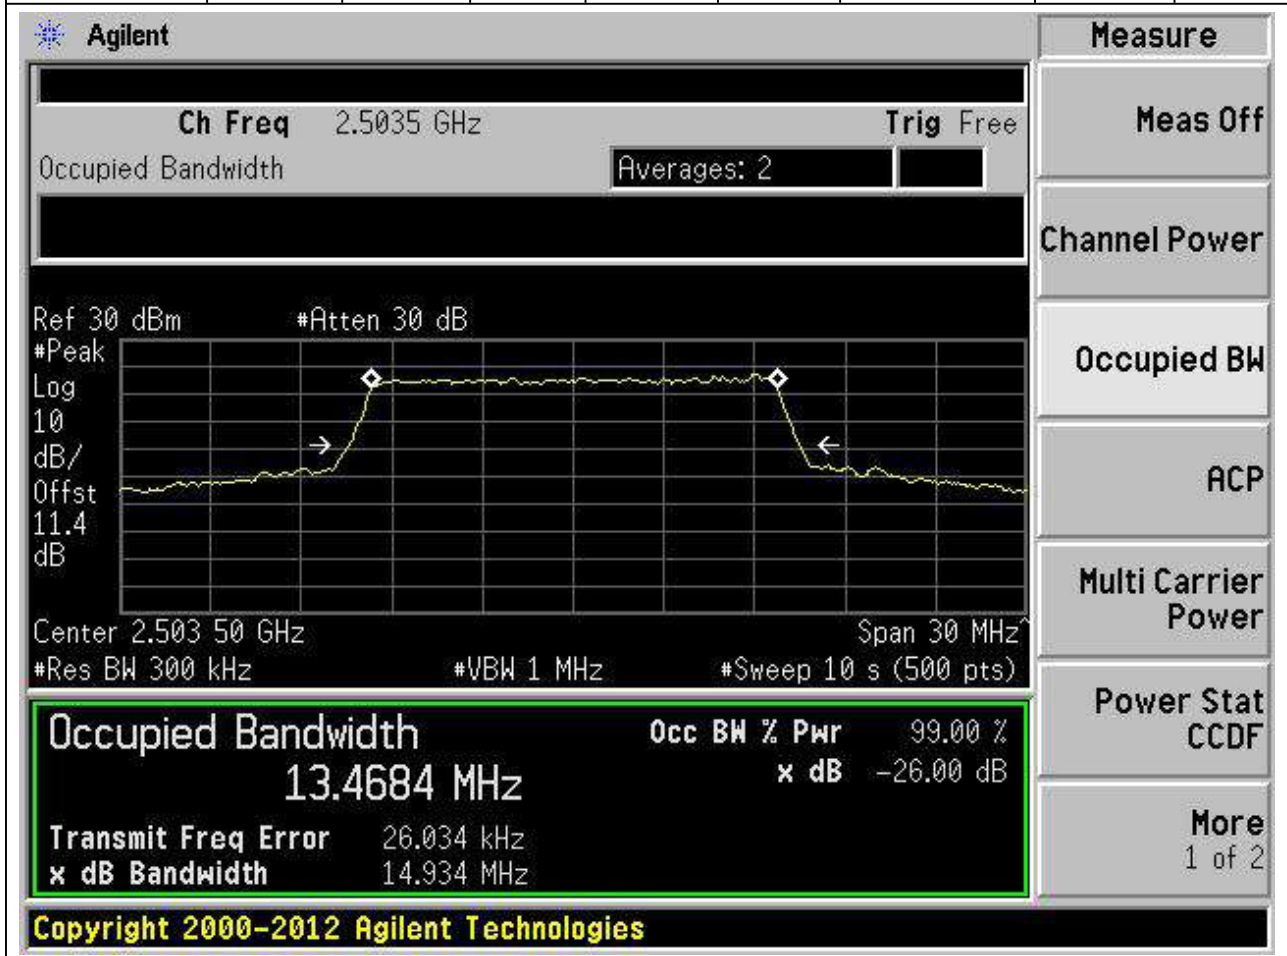 Agilent
Measure
Ch Freq 2.5035 GHz Trig Free
Occupied Bandwidth Averages: 2
Meas Off
Channel Power
Occupied BW
ACP
Multi Carrier
Power
Power Stat
CCDF
More
1 of 2
Ref 30 dBm #Atten 30 dB
#Peak
Log
10
dB/
Offst
11.4
dB
Center 2.503 50 GHz Span 30 MHz^
#Res BW 300 kHz #VBW 1 MHz #Sweep 10 s (500 pts)
Occupied Bandwidth
13.4684 MHz
Occ BW % Pwr 99.00 %
x dB -26.00 dB
Transmit Freq Error 26.034 kHz
x dB Bandwidth 14.934 MHz
Copyright 2000-2012 Agilent Technologies